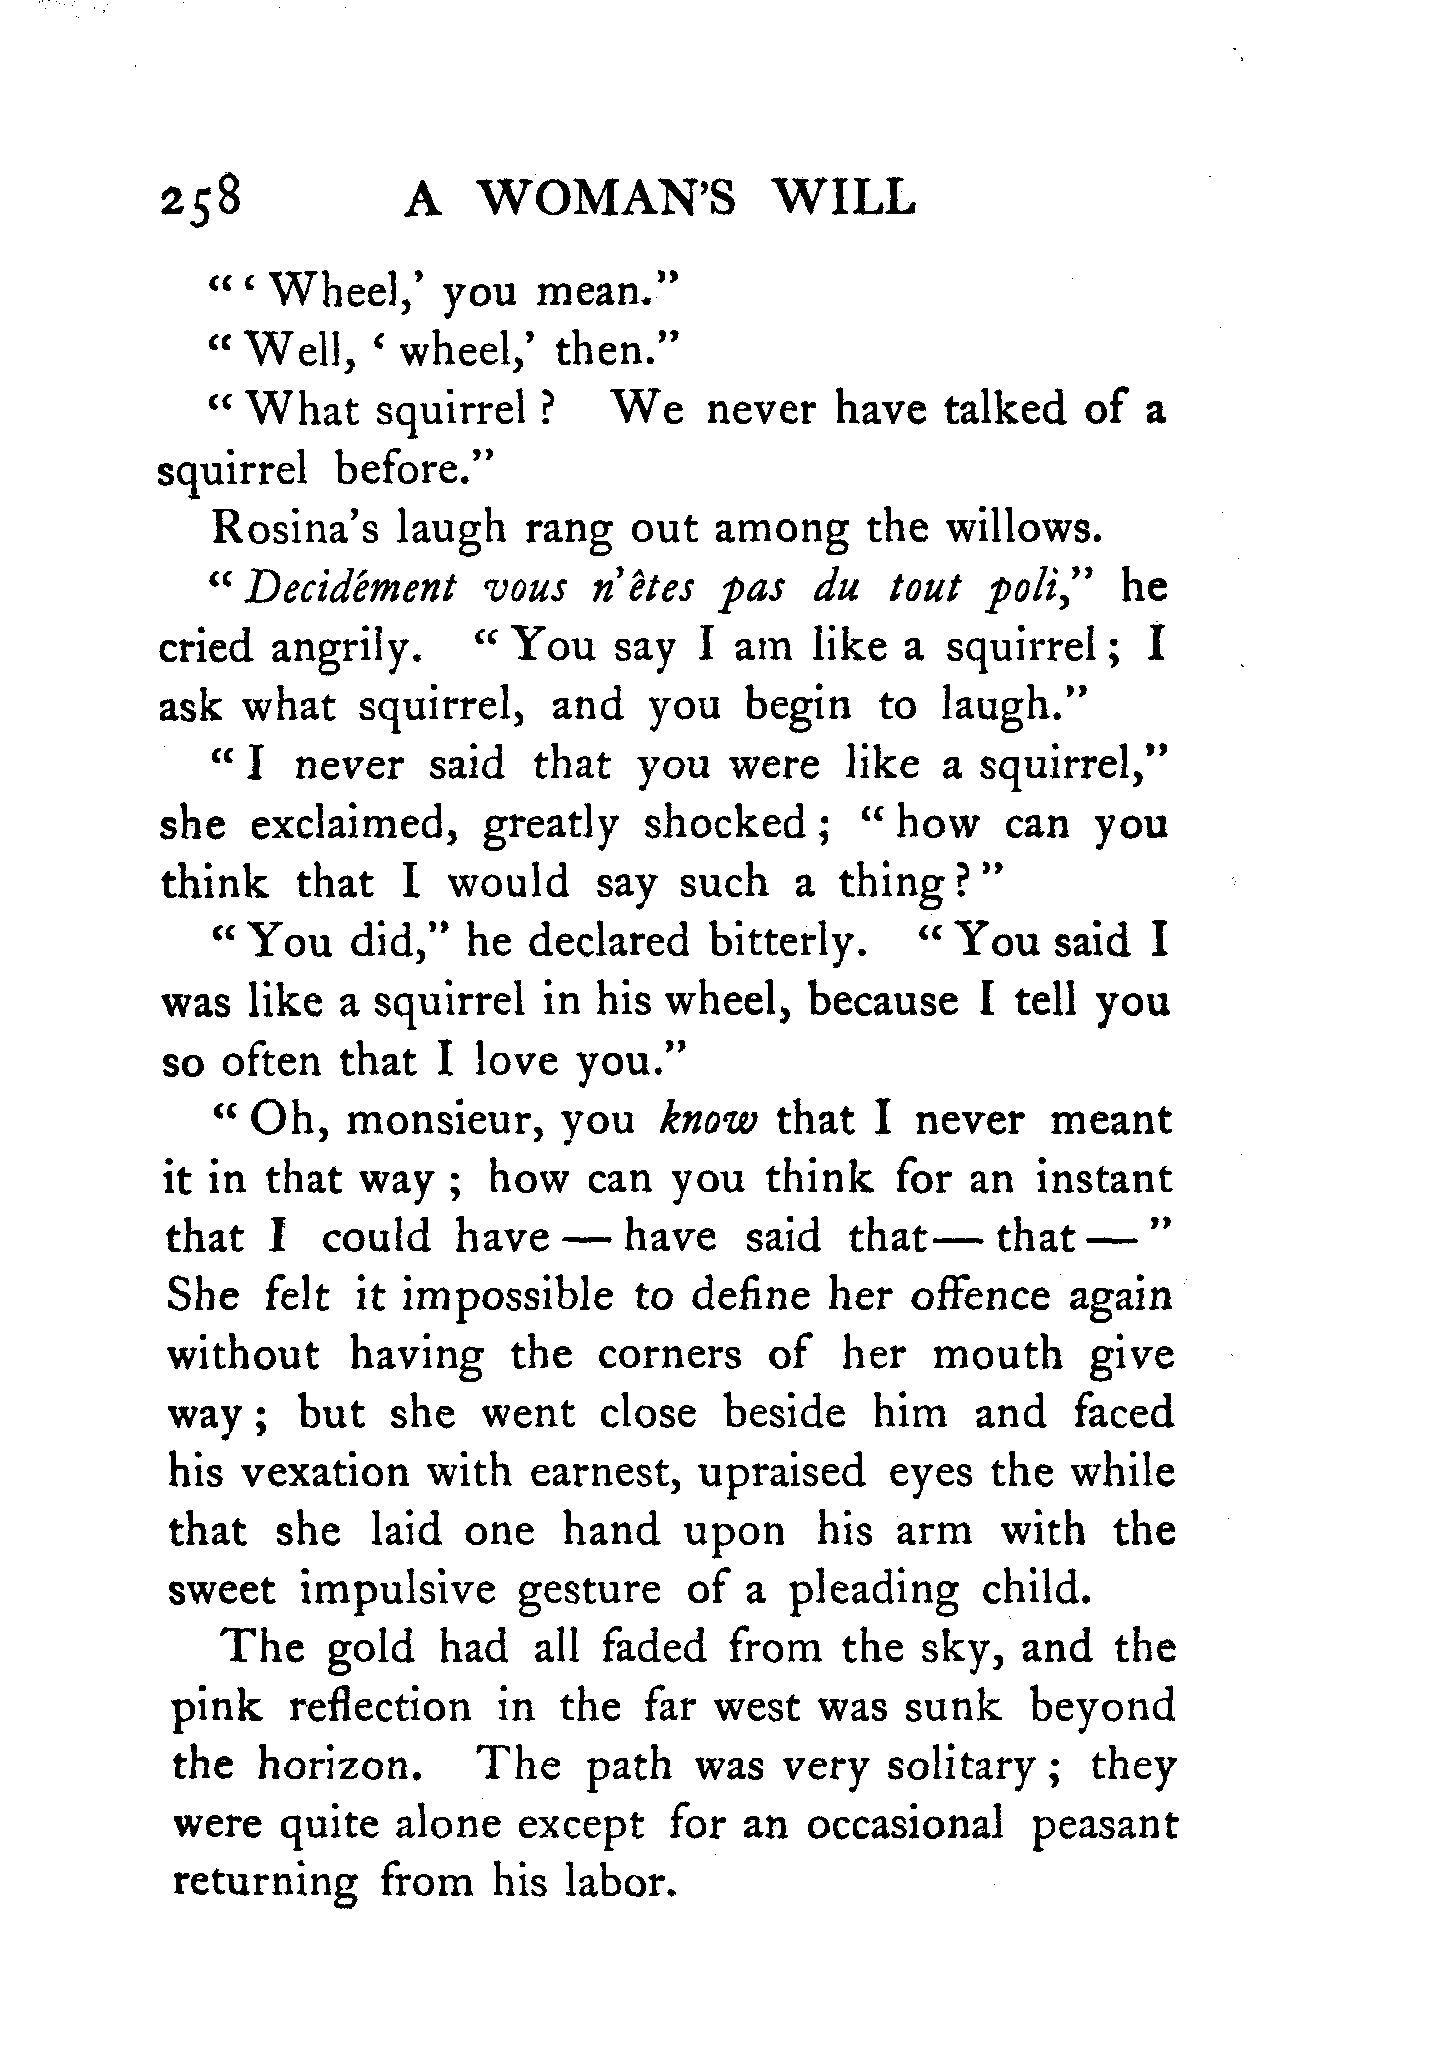 258 A WOMAN'S WILL
“‘Wheel,’ you mean.”
“Well, ‘wheel,’ then.”
“What squirrel? We never have talked of a
squirrel before.”
Rosina's laugh rang out among the willows.
“Decidément vous n'êtes pas du tout poli,” he
cried angrily. “You say I am like a squirrel; I
ask what squirrel, and you begin to laugh.”
“I never said that you were like a squirrel,”
she exclaimed, greatly shocked; “how can you
think that I would say such a thing?”
“You did,” he declared bitterly. “You said I
was like a squirrel in his wheel, because I tell you
so often that I love you.”
“Oh, monsieur, you know that I never meant
it in that way; how can you think for an instant
that I could have — have said that — that — ”
She felt it impossible to define her offence again
without having the corners of her mouth give
way; but she went close beside him and faced
his vexation with earnest, upraised eyes the while
that she laid one hand upon his arm with the
sweet impulsive gesture of a pleading child.
The gold had all faded from the sky, and the
pink reflection in the far west was sunk beyond
the horizon. The path was very solitary; they
were quite alone except for an occasional peasant
returning from his labor.